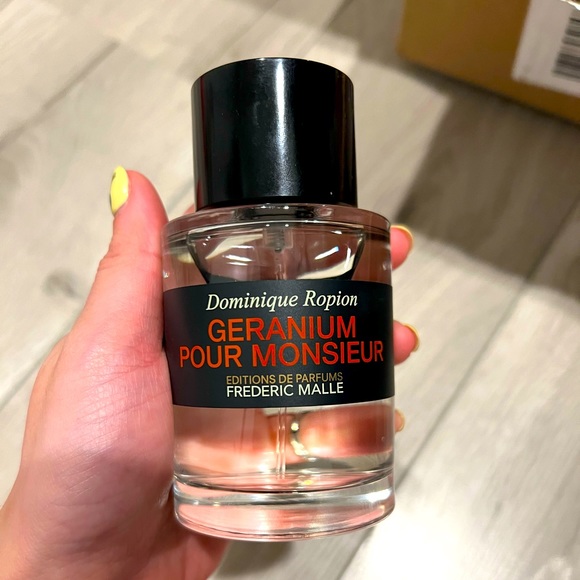 Dominique Ropion
GERANIUM
POUR MONSIEUR
EDITIONS DE PARFUMS
FREDERIC MALLE